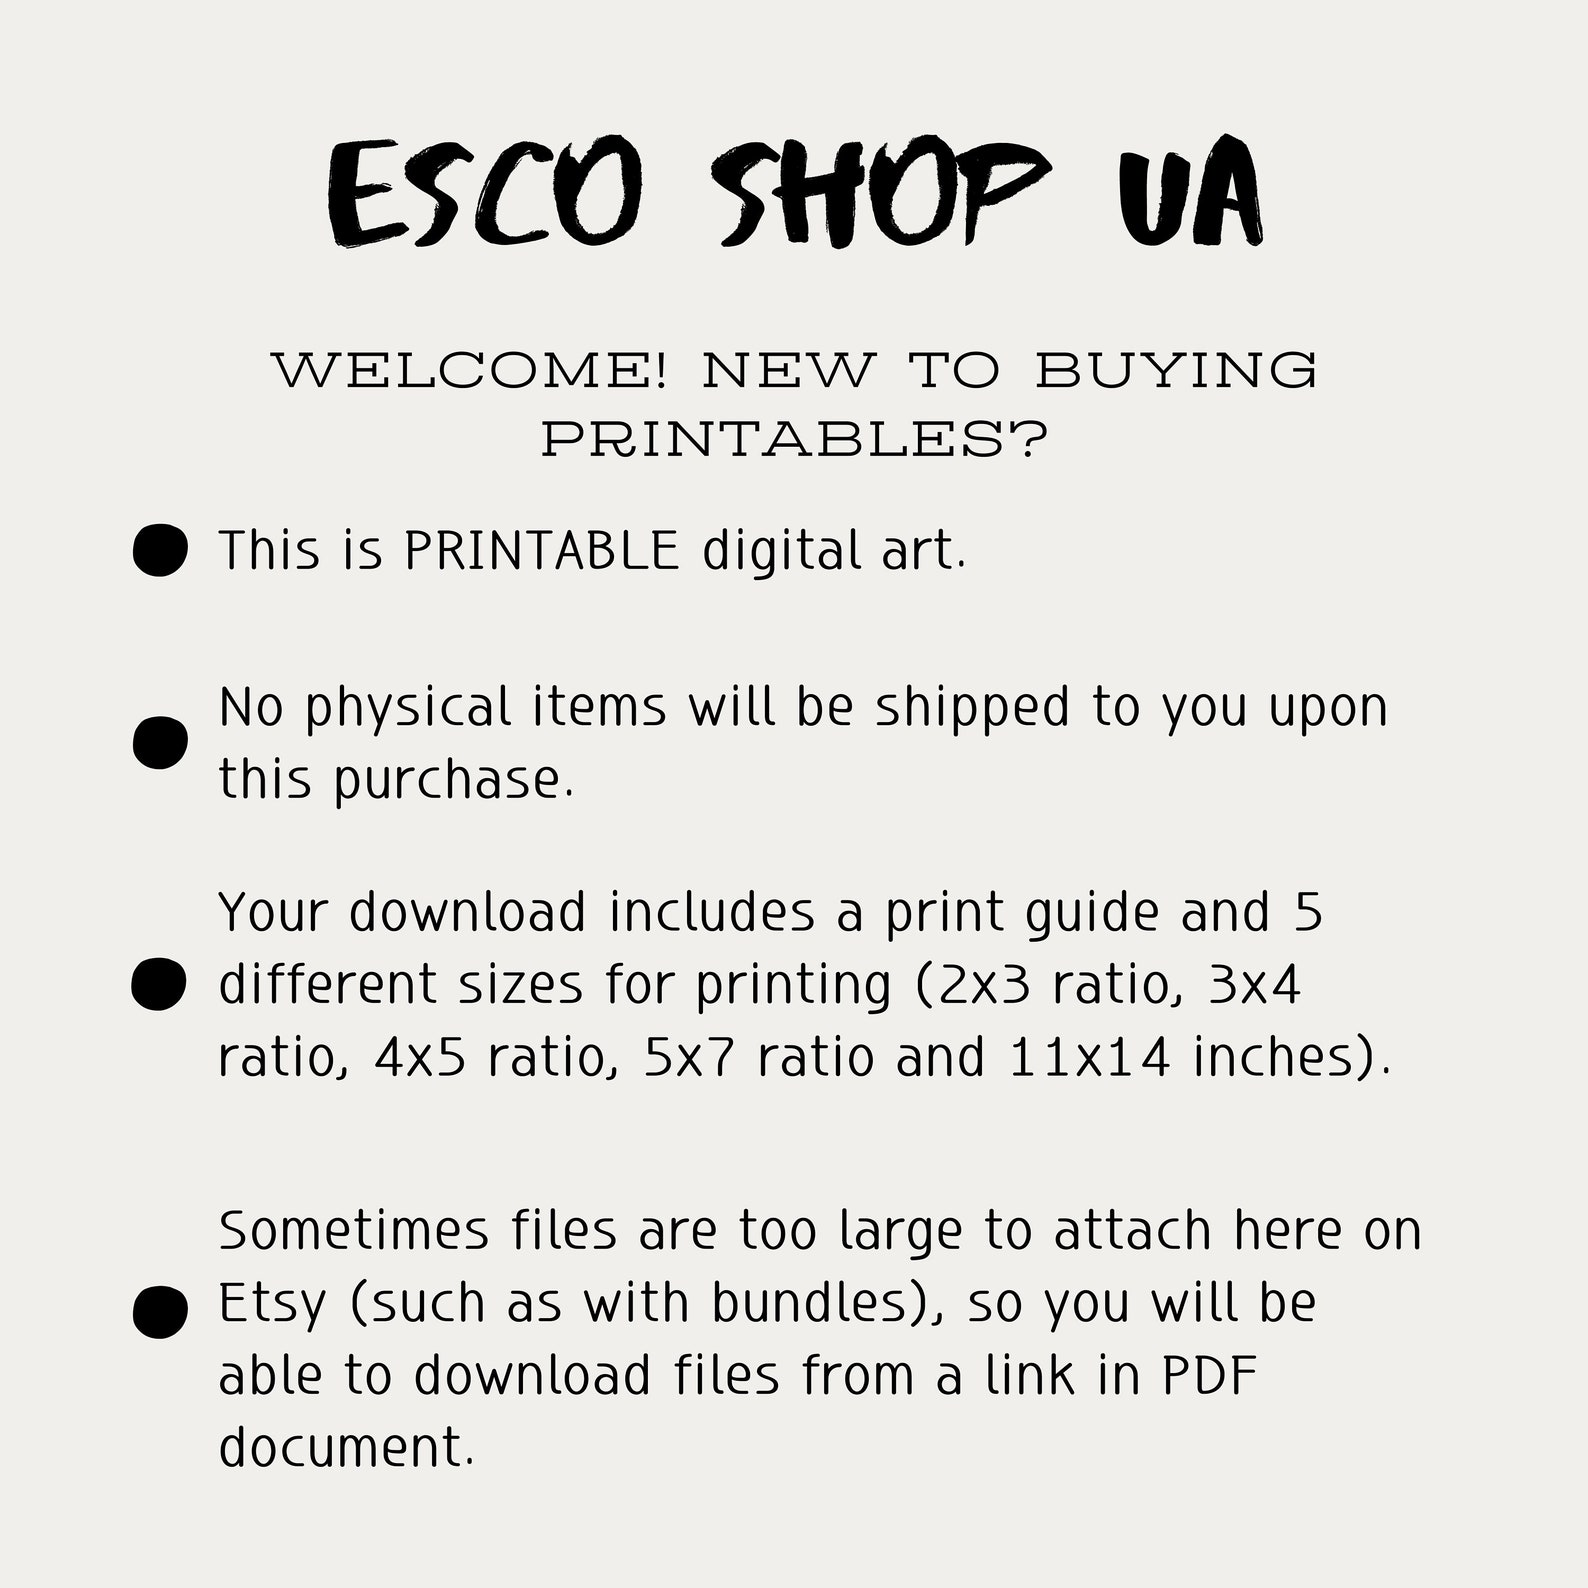 ESCO SHOP UA
WELCOME! NEW TO BUYING
PRINTABLES?
This is PRINTABLE digital art.
No physical items will be shipped to you upon
this purchase.
Your download includes a print guide and 5
different sizes for printing (2x3 ratio, 3x4
ratio, 4x5 ratio, 5x7 ratio and 11x14 inches).
Sometimes files are too large to attach here on
Etsy (such as with bundles), so you will be
able to download files from a link in PDF
document.